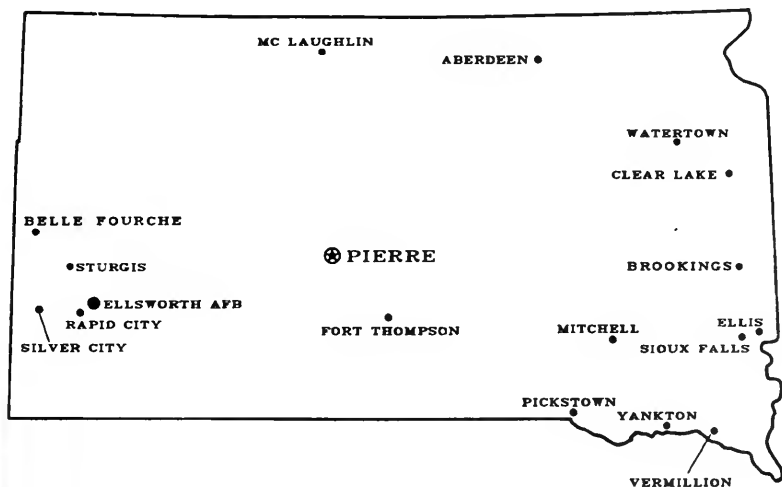 MC LAUGHLIN
ABERDEEN
WATERTOWN
CLEAR LAKE
BELLE FOURCHE
PIERRE
STURGIS
BROOKINGS
ELLSWORTH AFB
RAPID CITY
FORT THOMPSON
MITCHELL
ELLIS
SILVER CITY
SIOUX FALLS
PICKSTOWN
YANKTON
VERMILLION